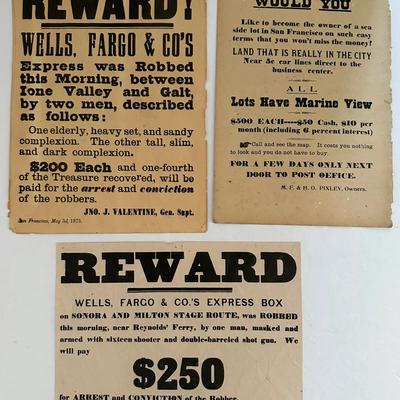 REWARD!
WELLS, FARGO & CO'S
Express was Robbed
this Morning, between
Ione Valley and Galt,
by two men, described
as follows:
One elderly, heavy set, and sandy
complexion. The other tall, slim,
and dark complexion.
$200 Each and one-fourth
of the Treasure recovered, will be
paid for the arrest and conviction
of the robbers.
JNO. J. VALENTINE, Gen. Supt.
San Francisco, May 3d, 1875.
WOULD YOU
Like to become the owner of a sea
side lot in San Francisco on such easy
terms that you won't miss the money?
LAND THAT IS REALLY IN THE CITY
Near 5c car lines direct to the
business center.
ALL
Lots Have Marine View
$500 EACH—$50 Cash, $10 per
month (including 6 percent interest)
Call and see the map. It costs you nothing
to look and you do not have to buy
FOR A FEW DAYS ONLY NEXT
DOOR TO POST OFFICE.
M. F. & H. O. PIXLEY, Owners.
REWARD
WELLS, FARGO & CO.'S EXPRESS BOX
on SONORA AND MILTON STAGE ROUTE, was ROBBED
this morning, near Reynolds' Ferry, by one man, masked and
armed with sixteen shooter and double-barreled shot gun. We
will pay
$250
for ARREST and CONVICTION of the Robber.